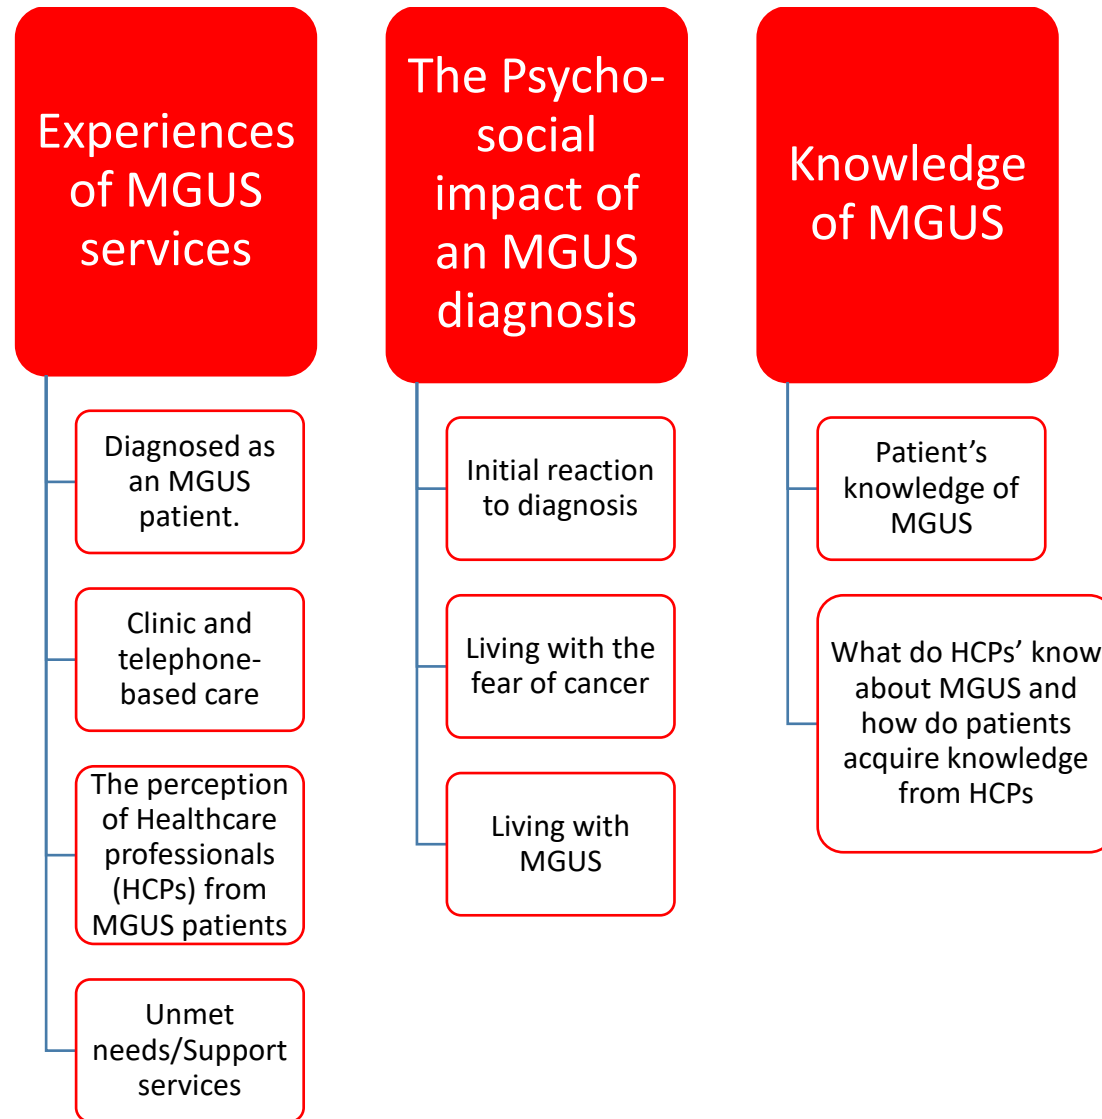 Experiences
of MGUS
services
Diagnosed as
an MGUS
patient.
Clinic and
telephone-
based care
The perception
of Healthcare
professionals
(HCPs) from
MGUS patients
Unmet
needs/Support
services
The Psycho-
social
impact of
an MGUS
diagnosis
Initial reaction
to diagnosis
Living with the
fear of cancer
Living with
MGUS
Knowledge
of MGUS
Patient’s
knowledge of
MGUS
What do HCPs’ know
about MGUS and
how do patients
acquire knowledge
from HCPs